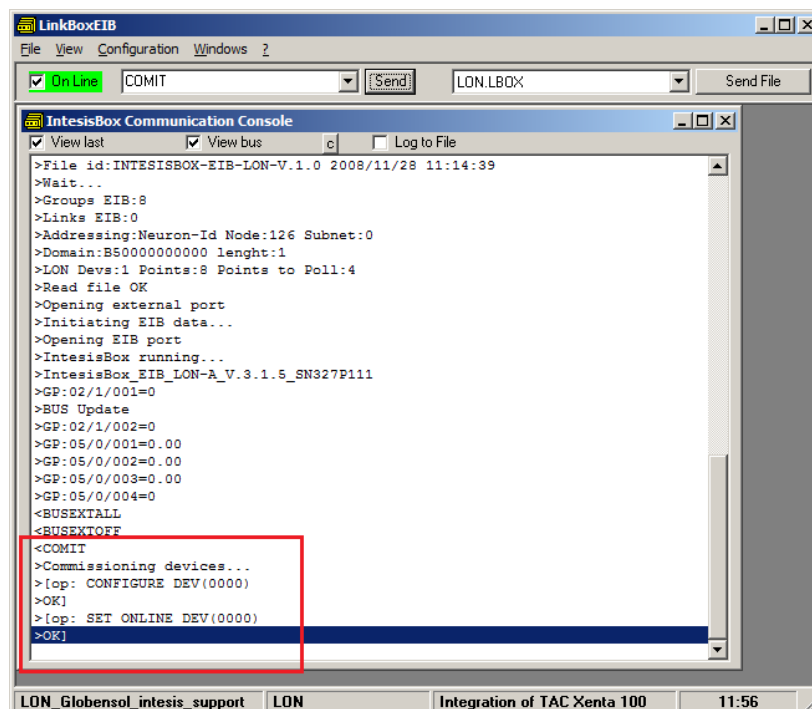 LinkBoxEIB
File View Configuration Windows ?
On Line COMIT Send LON.LBOX Send File
IntesisBox Communication Console
View last View bus c Log to File
>File id:INTESISBOX-EIB-LON-V.1.0 2008/11/28 11:14:39
>Wait...
>Groups EIB:8
>Links EIB:0
>Addressing:Neuron-Id Node:126 Subnet:0
>Domain:B50000000000 lenght:1
>LON Devs:1 Points:8 Points to Poll:4
>Read file OK
>Opening external port
>Initiating EIB data...
>Opening EIB port
>IntesisBox running...
>IntesisBox_EIB_LON-A_V.3.1.5_SN327P111
>GP:02/1/001=0
>BUS Update
>GP:02/1/002=0
>GP:05/0/001=0.00
>GP:05/0/002=0.00
>GP:05/0/003=0.00
>GP:05/0/004=0
<BUSEXTALL
<BUSEXTOFF
<COMIT
>Commissioning devices...
>[op: CONFIGURE DEV(0000)
>OK]
>[op: SET ONLINE DEV(0000)
>OK]
LON_Globensol_intesis_support LON Integration of TAC Xenta 100 11:56